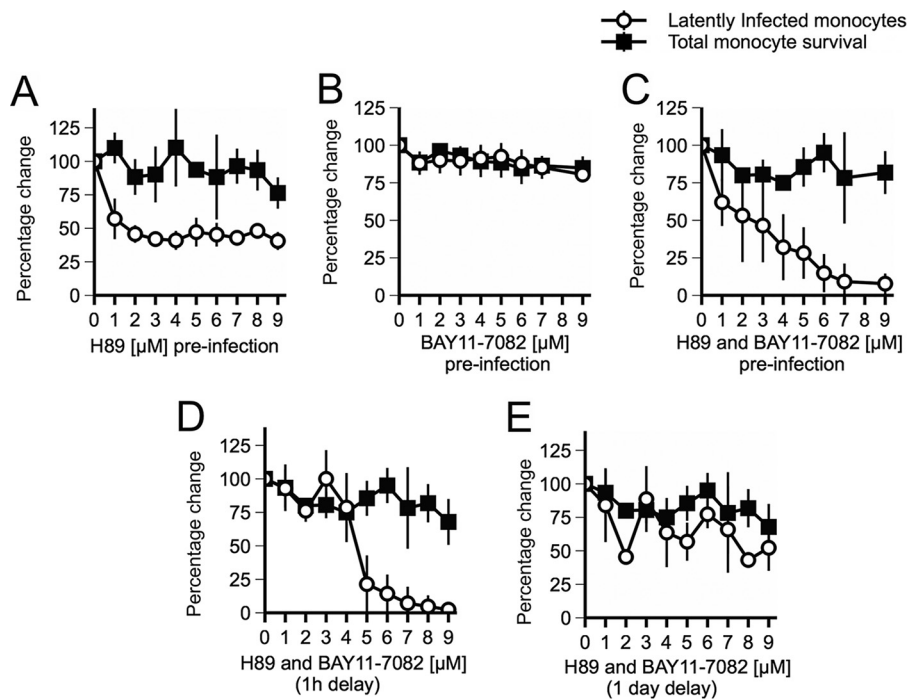 Latently Infected monocytes
Total monocyte survival
A
Percentage change
125
100
75
50
25
0
0 1 2 3 4 5 6 7 8 9
H89 [µM] pre-infection
B
Percentage change
125
100
75
50
25
0
0 1 2 3 4 5 6 7 8 9
BAY11-7082 [µM]
pre-infection
C
Percentage change
125
100
75
50
25
0
0 1 2 3 4 5 6 7 8 9
H89 and BAY11-7082 [µM]
pre-infection
D
Percentage change
125
100
75
50
25
0
0 1 2 3 4 5 6 7 8 9
H89 and BAY11-7082 [µM]
(1h delay)
E
Percentage change
125
100
75
50
25
0
0 1 2 3 4 5 6 7 8 9
H89 and BAY11-7082 [µM]
(1 day delay)